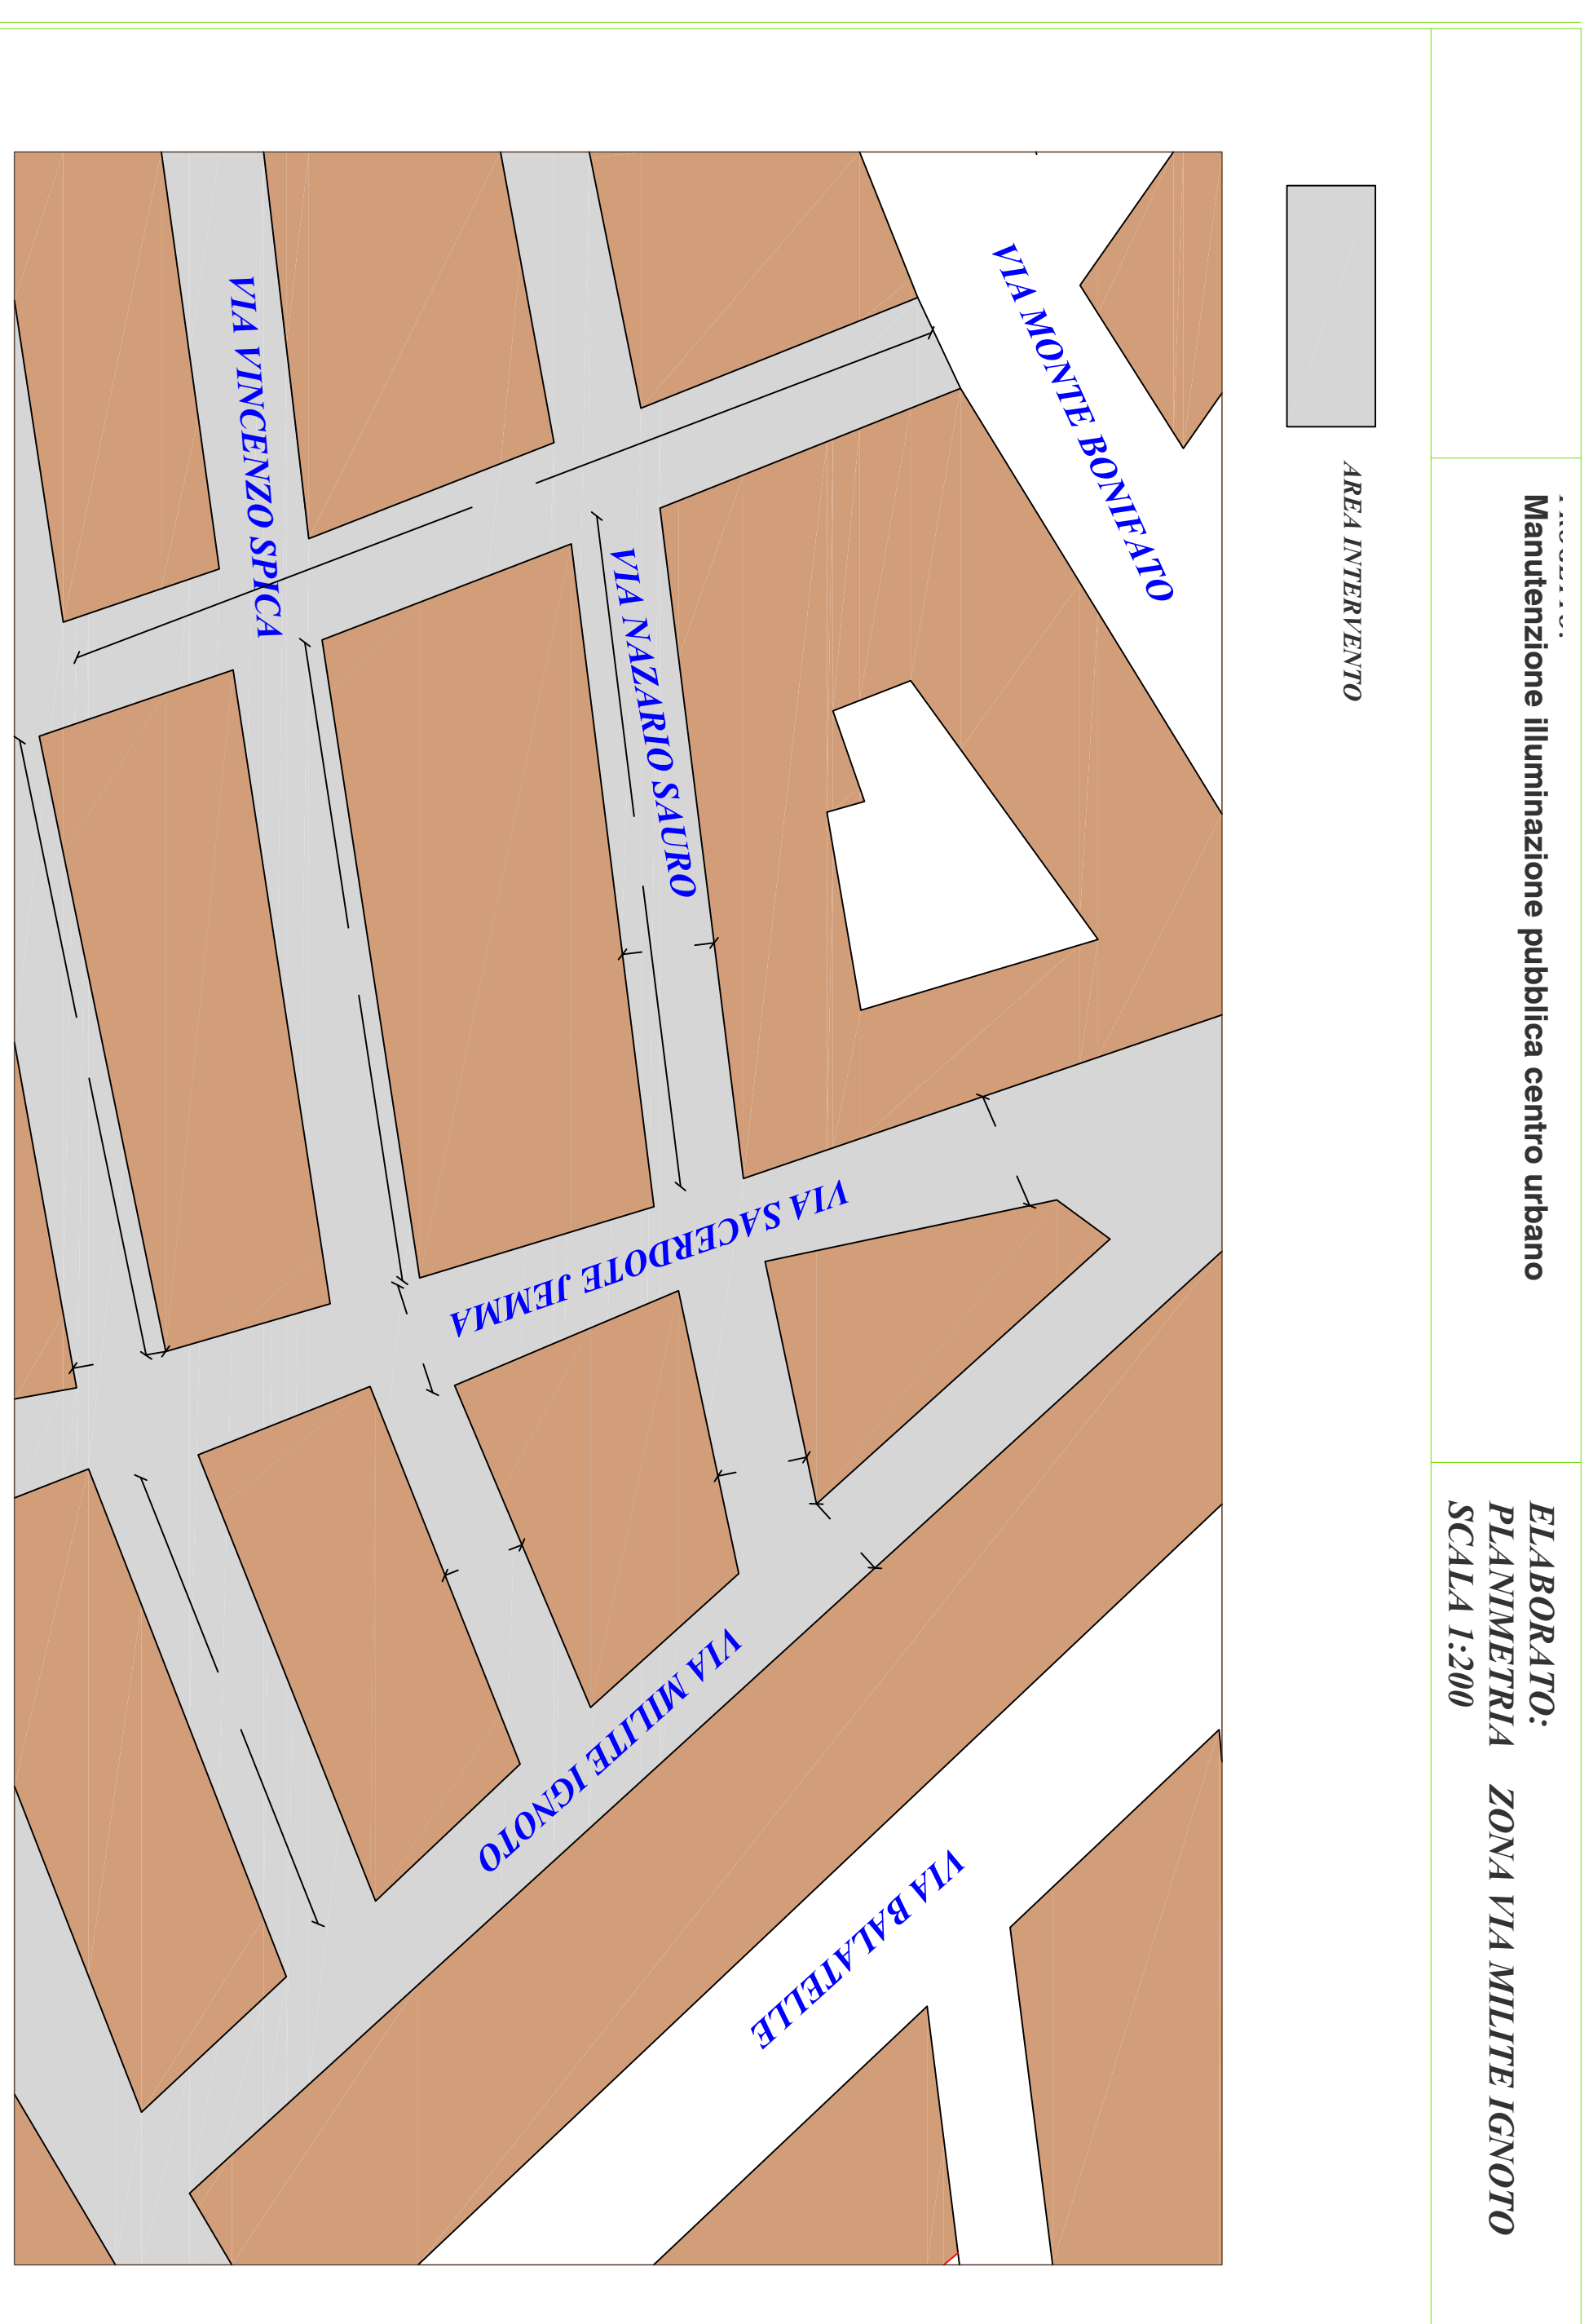 Manutenzione illuminazione pubblica centro urbano
ELABORATO:
PLANIMETRIA ZONA VIA MILITE IGNOTO
SCALA 1:200
AREA INTERVENTO
VIA MONTE BONIFATO
VIA NAZARIO SAURO
VIA VINCENZO SPICA
VIA SACERDOTE JEMMA
VIA MILITE IGNOTO
VIA BALATELLE